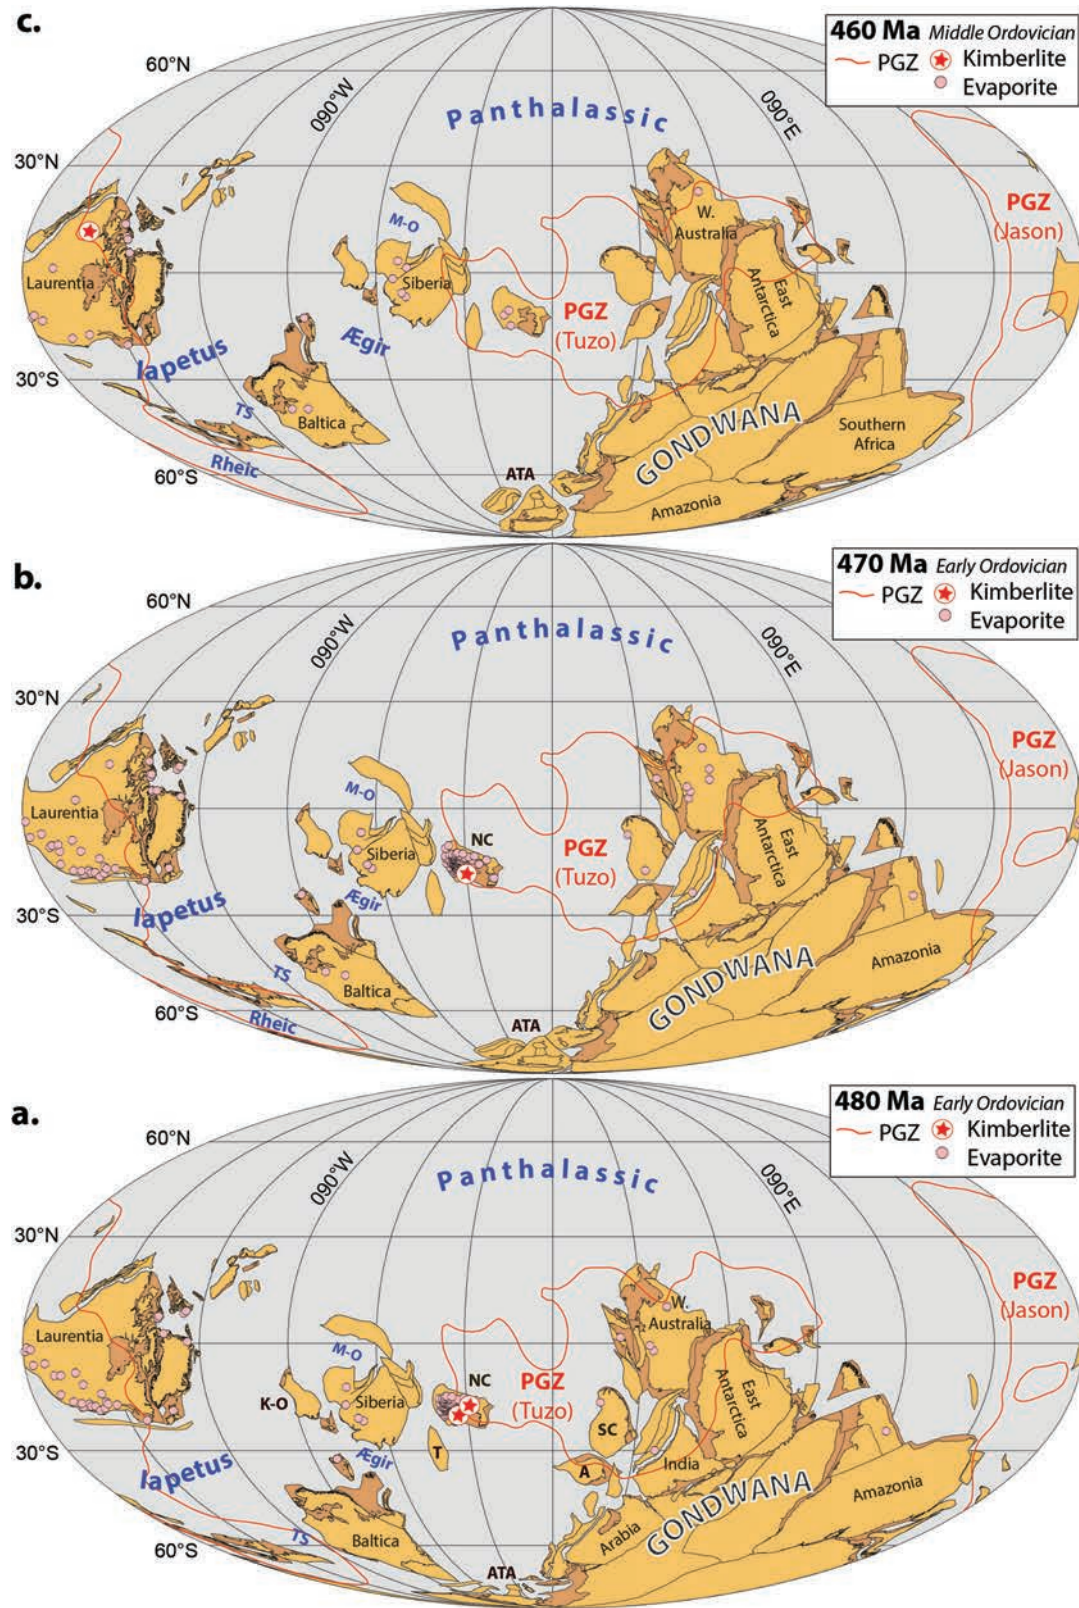 c.
460 Ma Middle Ordovician
PGZ Kimberlite
Evaporite
60°N
090°W
Panthalassic
090°E
30°N
M-O
W.
Australia
PGZ
(Jason)
Laurentia
Siberia
East
Antarctica
PGZ
(Tuzo)
Ægir
Iapetus
30°S
TS
Baltica
GONDWANA
Southern
Africa
Rheic
60°S
ATA
Amazonia
b.
470 Ma Early Ordovician
PGZ Kimberlite
Evaporite
60°N
090°W
Panthalassic
090°E
30°N
PGZ
(Jason)
M-O
Laurentia
NC
Siberia
PGZ
(Tuzo)
East
Antarctica
Ægir
Iapetus
30°S
TS
Baltica
GONDWANA
Amazonia
Rheic
60°S
ATA
a.
480 Ma Early Ordovician
PGZ Kimberlite
Evaporite
60°N
090°W
Panthalassic
090°E
30°N
PGZ
(Jason)
W.
Australia
Laurentia
M-O
NC
PGZ
(Tuzo)
East
Antarctica
K-O
Siberia
SC
T
30°S
Ægir
India
A
Iapetus
GONDWANA
Amazonia
TS
Baltica
Arabia
60°S
ATA